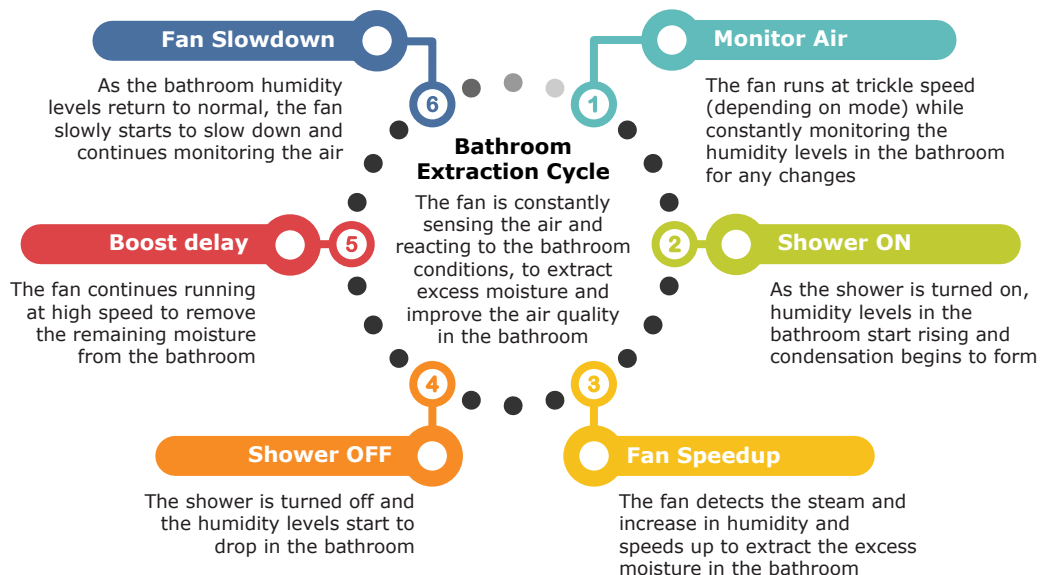 Bathroom
Extraction Cycle
The fan is constantly
sensing the air and
reacting to the bathroom
conditions, to extract
excess moisture and
improve the air quality
in the bathroom
1
Monitor Air
The fan runs at trickle speed
(depending on mode) while
constantly monitoring the
humidity levels in the bathroom
for any changes
2
Shower ON
As the shower is turned on,
humidity levels in the
bathroom start rising and
condensation begins to form
3
Fan Speedup
The fan detects the steam and
increase in humidity and
speeds up to extract the excess
moisture in the bathroom
4
Shower OFF
The shower is turned off and
the humidity levels start to
drop in the bathroom
5
Boost delay
The fan continues running
at high speed to remove
the remaining moisture
from the bathroom
6
Fan Slowdown
As the bathroom humidity
levels return to normal, the fan
slowly starts to slow down and
continues monitoring the air